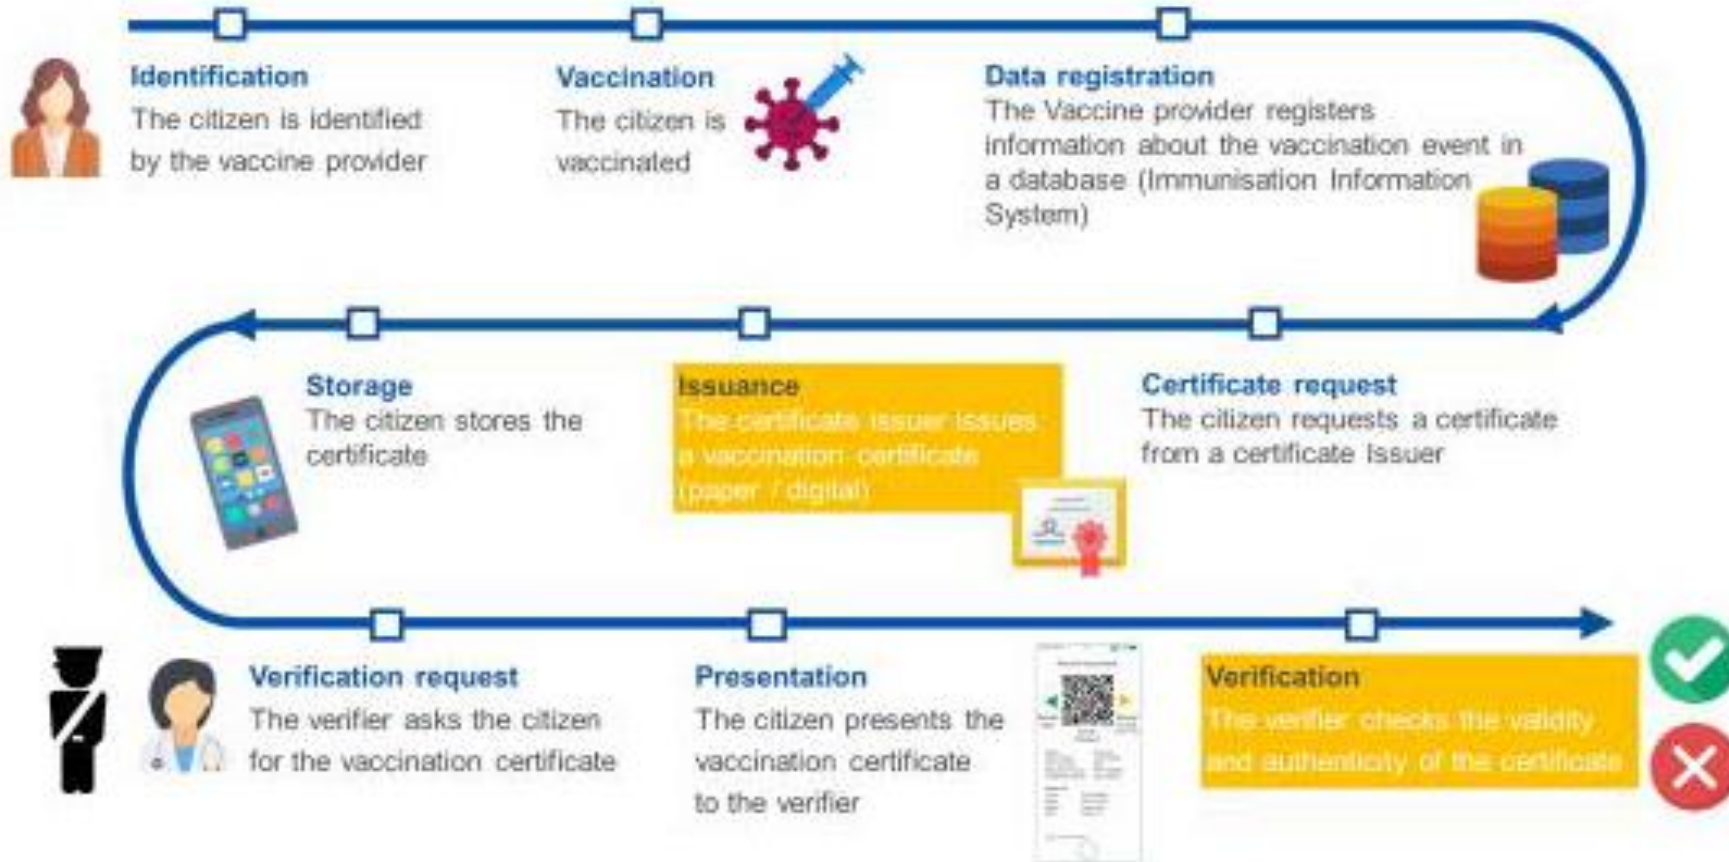 Identification
The citizen is identified
by the vaccine provider
Vaccination
The citizen is
vaccinated
Data registration
The Vaccine provider registers
information about the vaccination event in
a database (Immunisation Information
System)
Storage
The citizen stores the
certificate
Issuance
The certificate issuer issues
a vaccination certificate
(paper / digital)
Certificate request
The citizen requests a certificate
from a certificate issuer
Verification request
The verifier asks the citizen
for the vaccination certificate
Presentation
The citizen presents the
vaccination certificate
to the verifier
Verification
The verifier checks the validity
and authenticity of the certificate